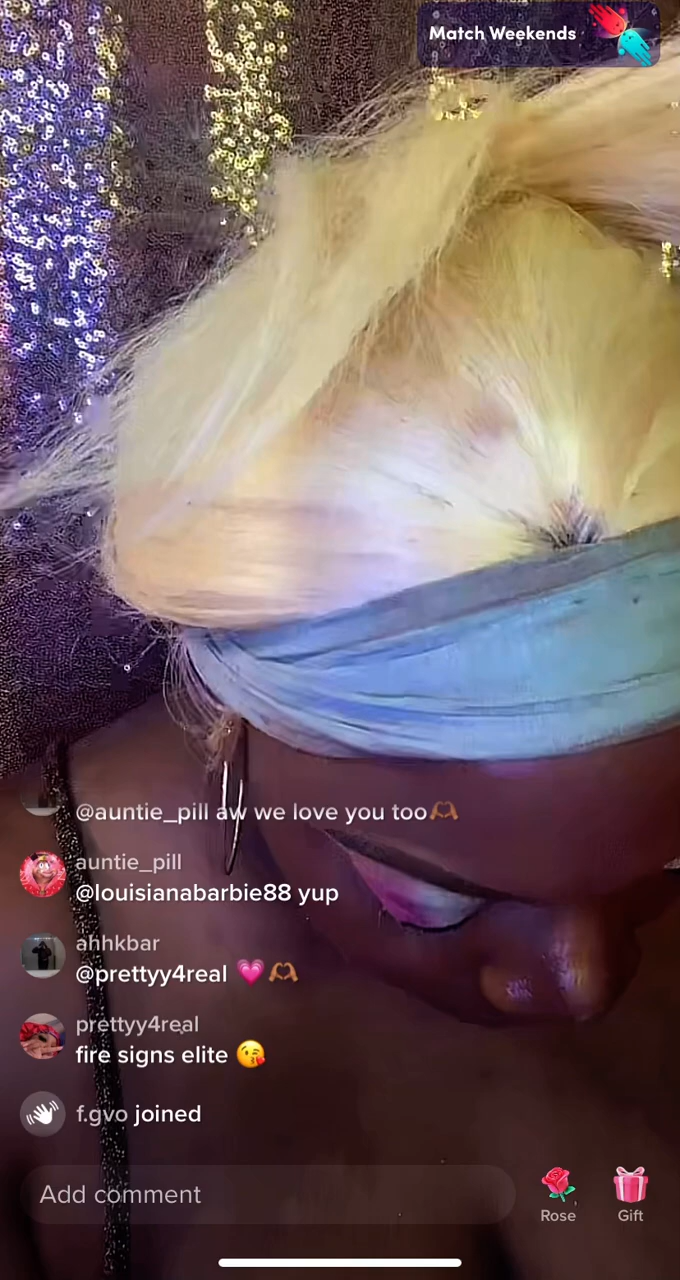 Match Weekends
@auntie_pill aw we love you too🫶🏾
auntie_pill
@louisianabarbie88 yup
ahhkbar
@prettyy4real 💗🫶🏾
prettyy4real
fire signs elite 😘
f.gvo joined
Add comment
Rose
Gift